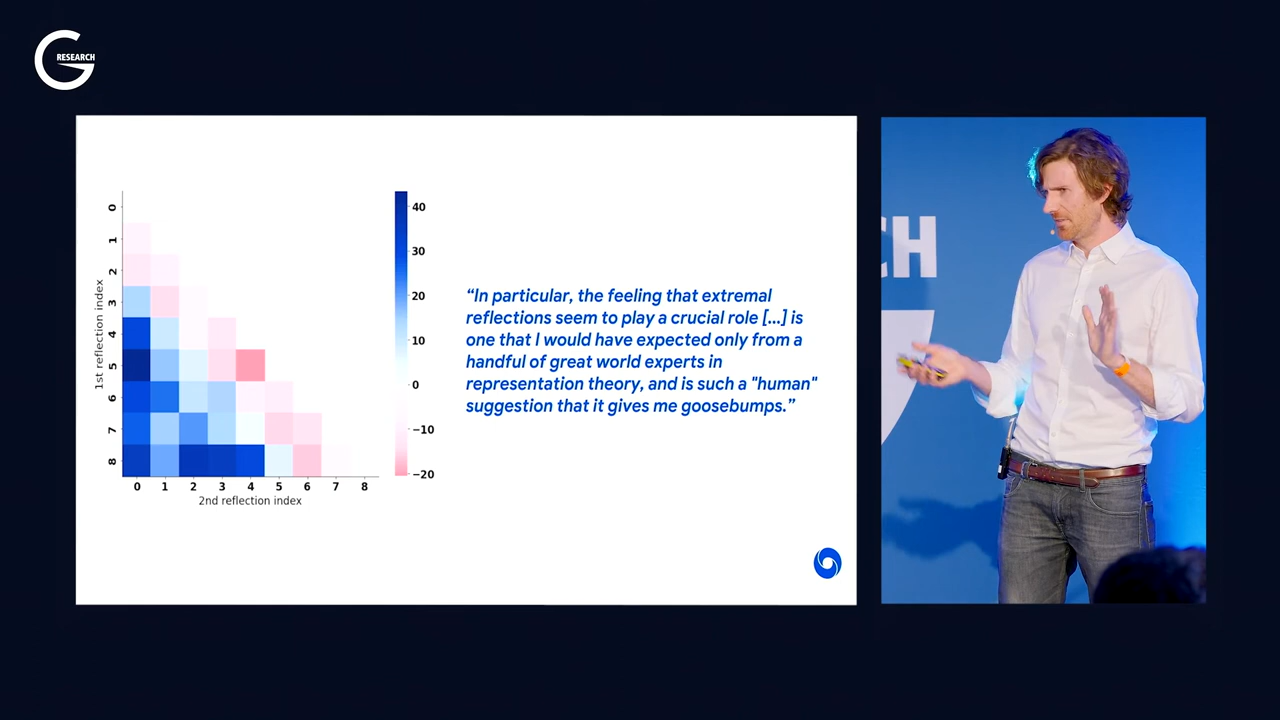 G RESEARCH
CH
0
1
2
3
4
5
6
7
8
1st reflection index
0 1 2 3 4 5 6 7 8
2nd reflection index
40
30
20
10
0
−10
−20
“In particular, the feeling that extremal
reflections seem to play a crucial role [...] is
one that I would have expected only from a
handful of great world experts in
representation theory, and is such a "human"
suggestion that it gives me goosebumps.”